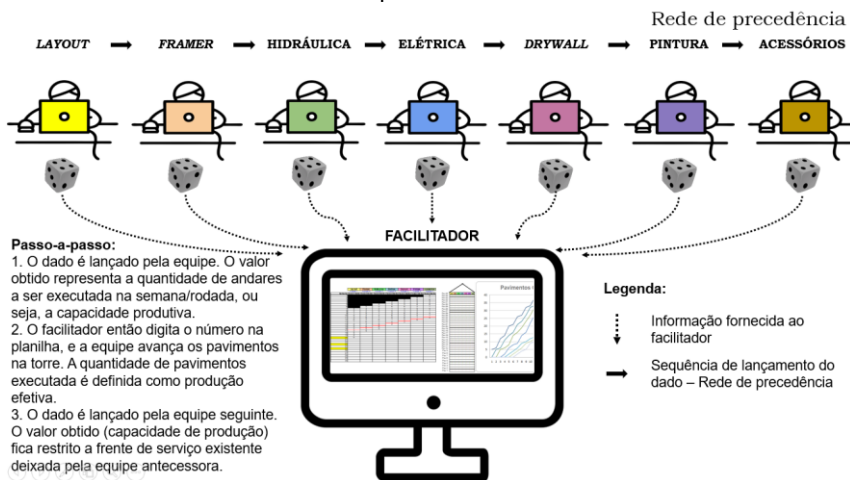 Rede de precedência
LAYOUT → FRAMER → HIDRÁULICA → ELÉTRICA → DRYWALL → PINTURA → ACESSÓRIOS
FACILITADOR
Passo-a-passo:
1. O dado é lançado pela equipe. O valor
obtido representa a quantidade de andares
a ser executada na semana/rodada, ou
seja, a capacidade produtiva.
2. O facilitador então digita o número na
planilha, e a equipe avança os pavimentos
na torre. A quantidade de pavimentos
executada é definida como produção
efetiva.
3. O dado é lançado pela equipe seguinte.
O valor obtido (capacidade de produção)
fica restrito a frente de serviço existente
deixada pela equipe antecessora.
Pavimentos
Legenda:
Informação fornecida ao
facilitador
Sequência de lançamento do
dado – Rede de precedência